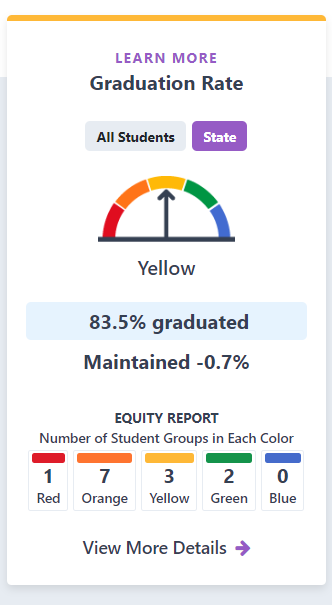 LEARN MORE
Graduation Rate
All Students State
Yellow
83.5% graduated
Maintained -0.7%
EQUITY REPORT
Number of Student Groups in Each Color
1 7 3 2 0
Red Orange Yellow Green Blue
View More Details